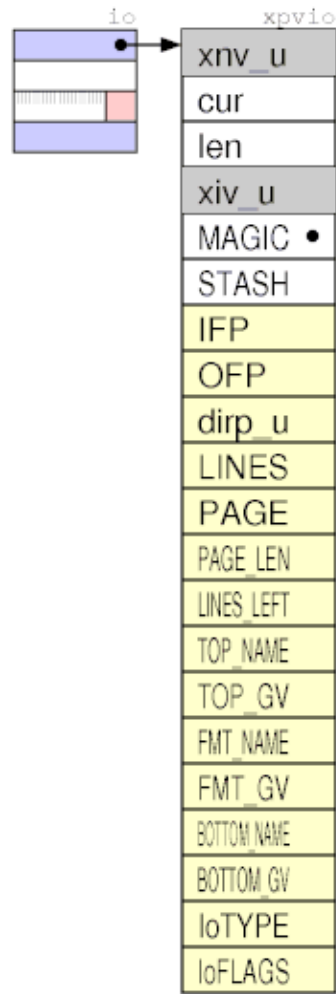 io
xpvio
xnv_u
cur
len
xiv_u
MAGIC
STASH
IFP
OFP
dirp_u
LINES
PAGE
PAGE_LEN
LINES_LEFT
TOP_NAME
TOP_GV
FMT_NAME
FMT_GV
BOTTOM_NAME
BOTTOM_GV
IoTYPE
IoFLAGS